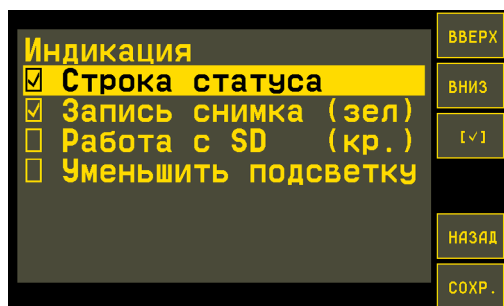 Индикация
☑ Строка статуса
☑ Запись снимка (зел)
☐ Работа с SD (кр.)
☐ Уменьшить подсветку
ВВЕРХ
ВНИЗ
[✓]
НАЗАД
СОХР.